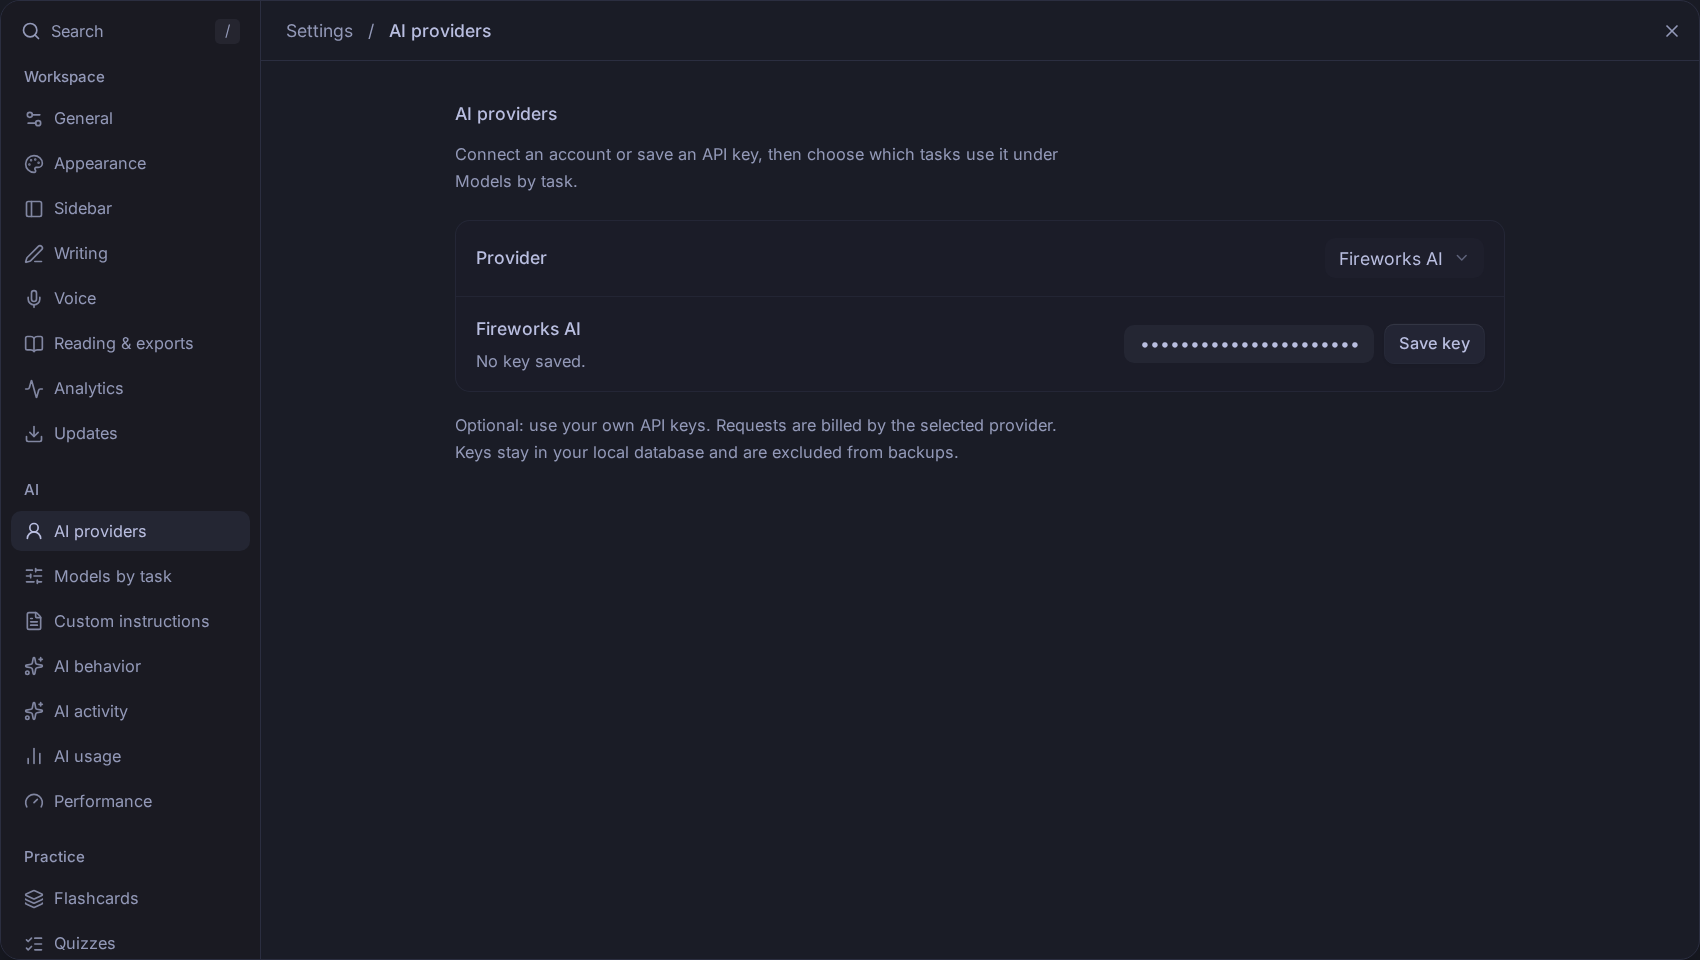 Search /
Settings / AI providers
Workspace
General
Appearance
Sidebar
Writing
Voice
Reading & exports
Analytics
Updates
AI
AI providers
Models by task
Custom instructions
AI behavior
AI activity
AI usage
Performance
Practice
Flashcards
Quizzes
AI providers
Connect an account or save an API key, then choose which tasks use it under
Models by task.
Provider
Fireworks AI
Fireworks AI
No key saved.
••••••••••••••••••••••
Save key
Optional: use your own API keys. Requests are billed by the selected provider.
Keys stay in your local database and are excluded from backups.